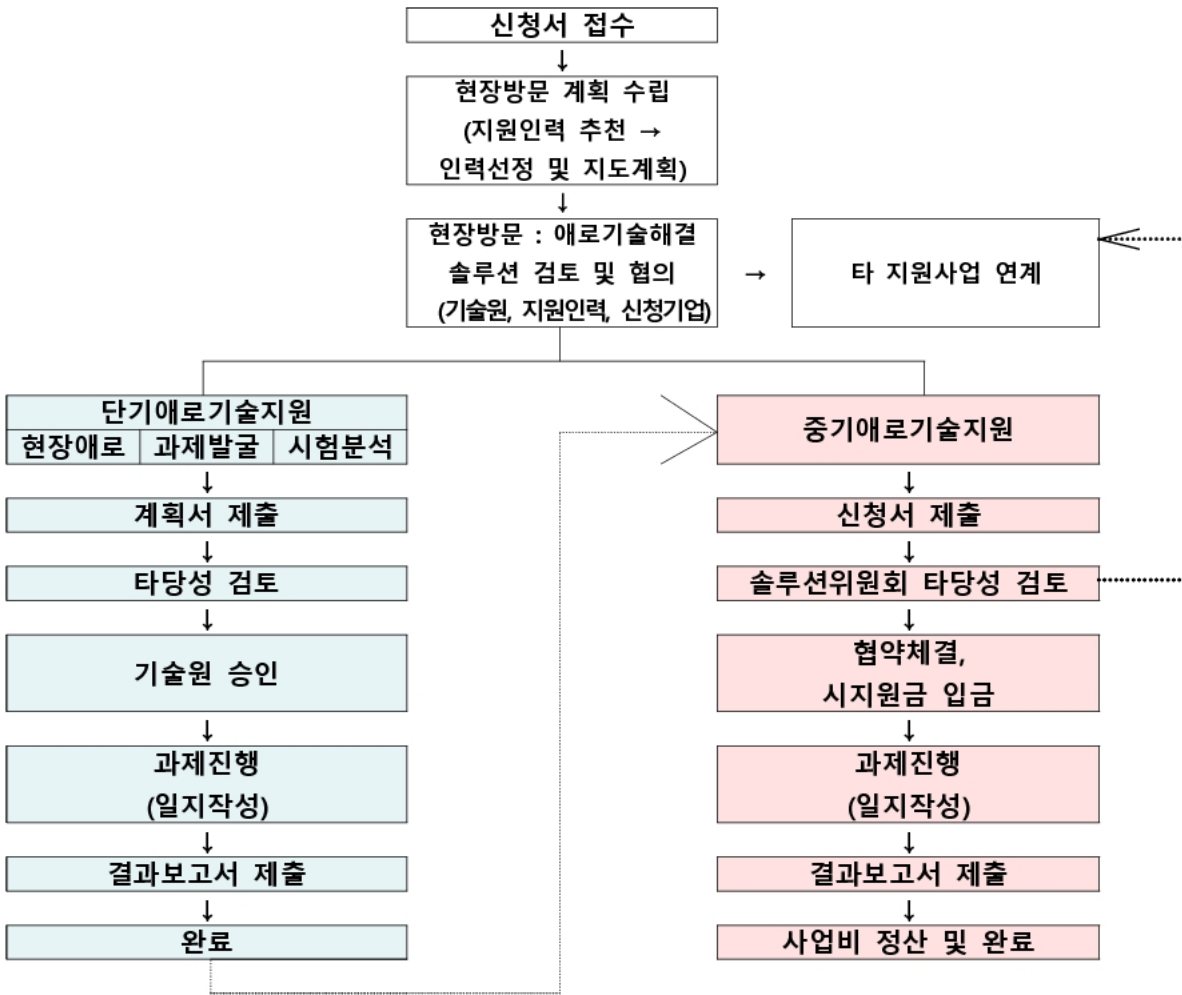 신청서 접수
↓
현장방문 계획 수립
(지원인력 추천 →
인력선정 및 지도계획)
↓
현장방문 : 애로기술해결
솔루션 검토 및 협의
(기술원, 지원인력, 신청기업)
→
타 지원사업 연계
단기애로기술지원
현장애로 과제발굴 시험분석
↓
계획서 제출
↓
타당성 검토
↓
기술원 승인
↓
과제진행
(일지작성)
↓
결과보고서 제출
↓
완료
중기애로기술지원
↓
신청서 제출
↓
솔루션위원회 타당성 검토
↓
협약체결,
시지원금 입금
↓
과제진행
(일지작성)
↓
결과보고서 제출
↓
사업비 정산 및 완료